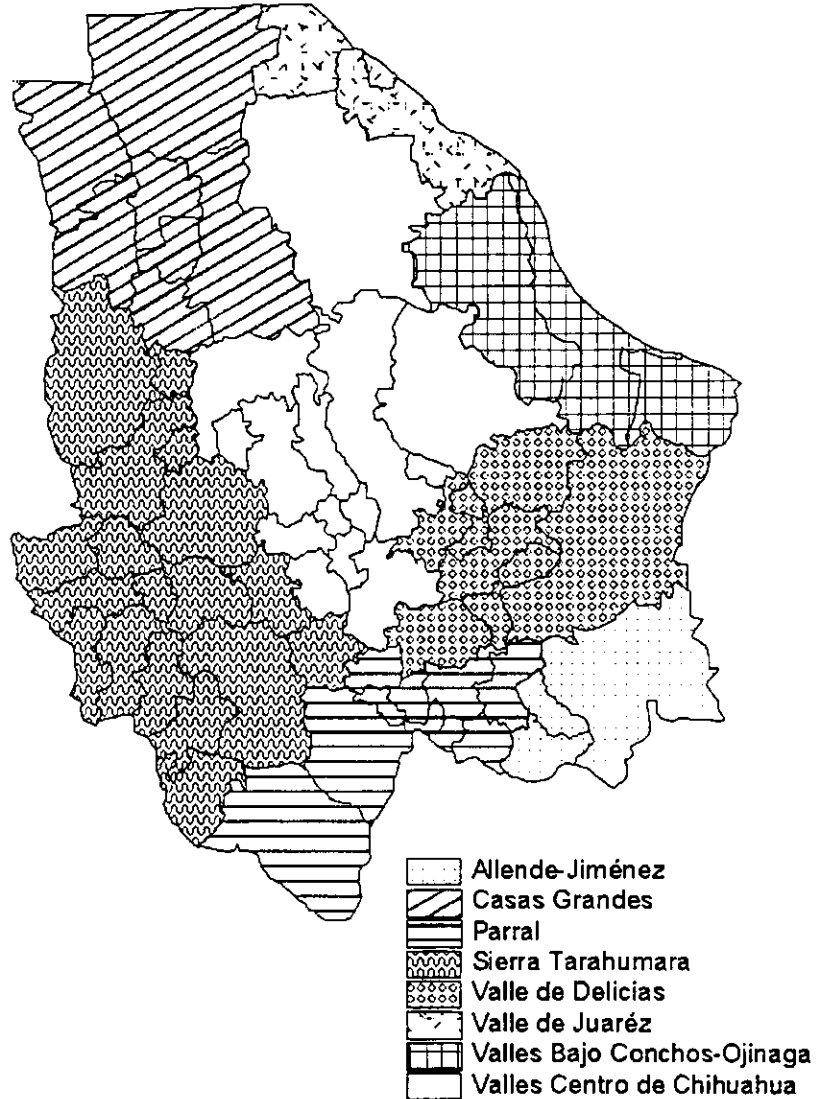 Allende-Jiménez
Casas Grandes
Parral
Sierra Tarahumara
Valle de Delicias
Valle de Juaréz
Valles Bajo Conchos-Ojinaga
Valles Centro de Chihuahua